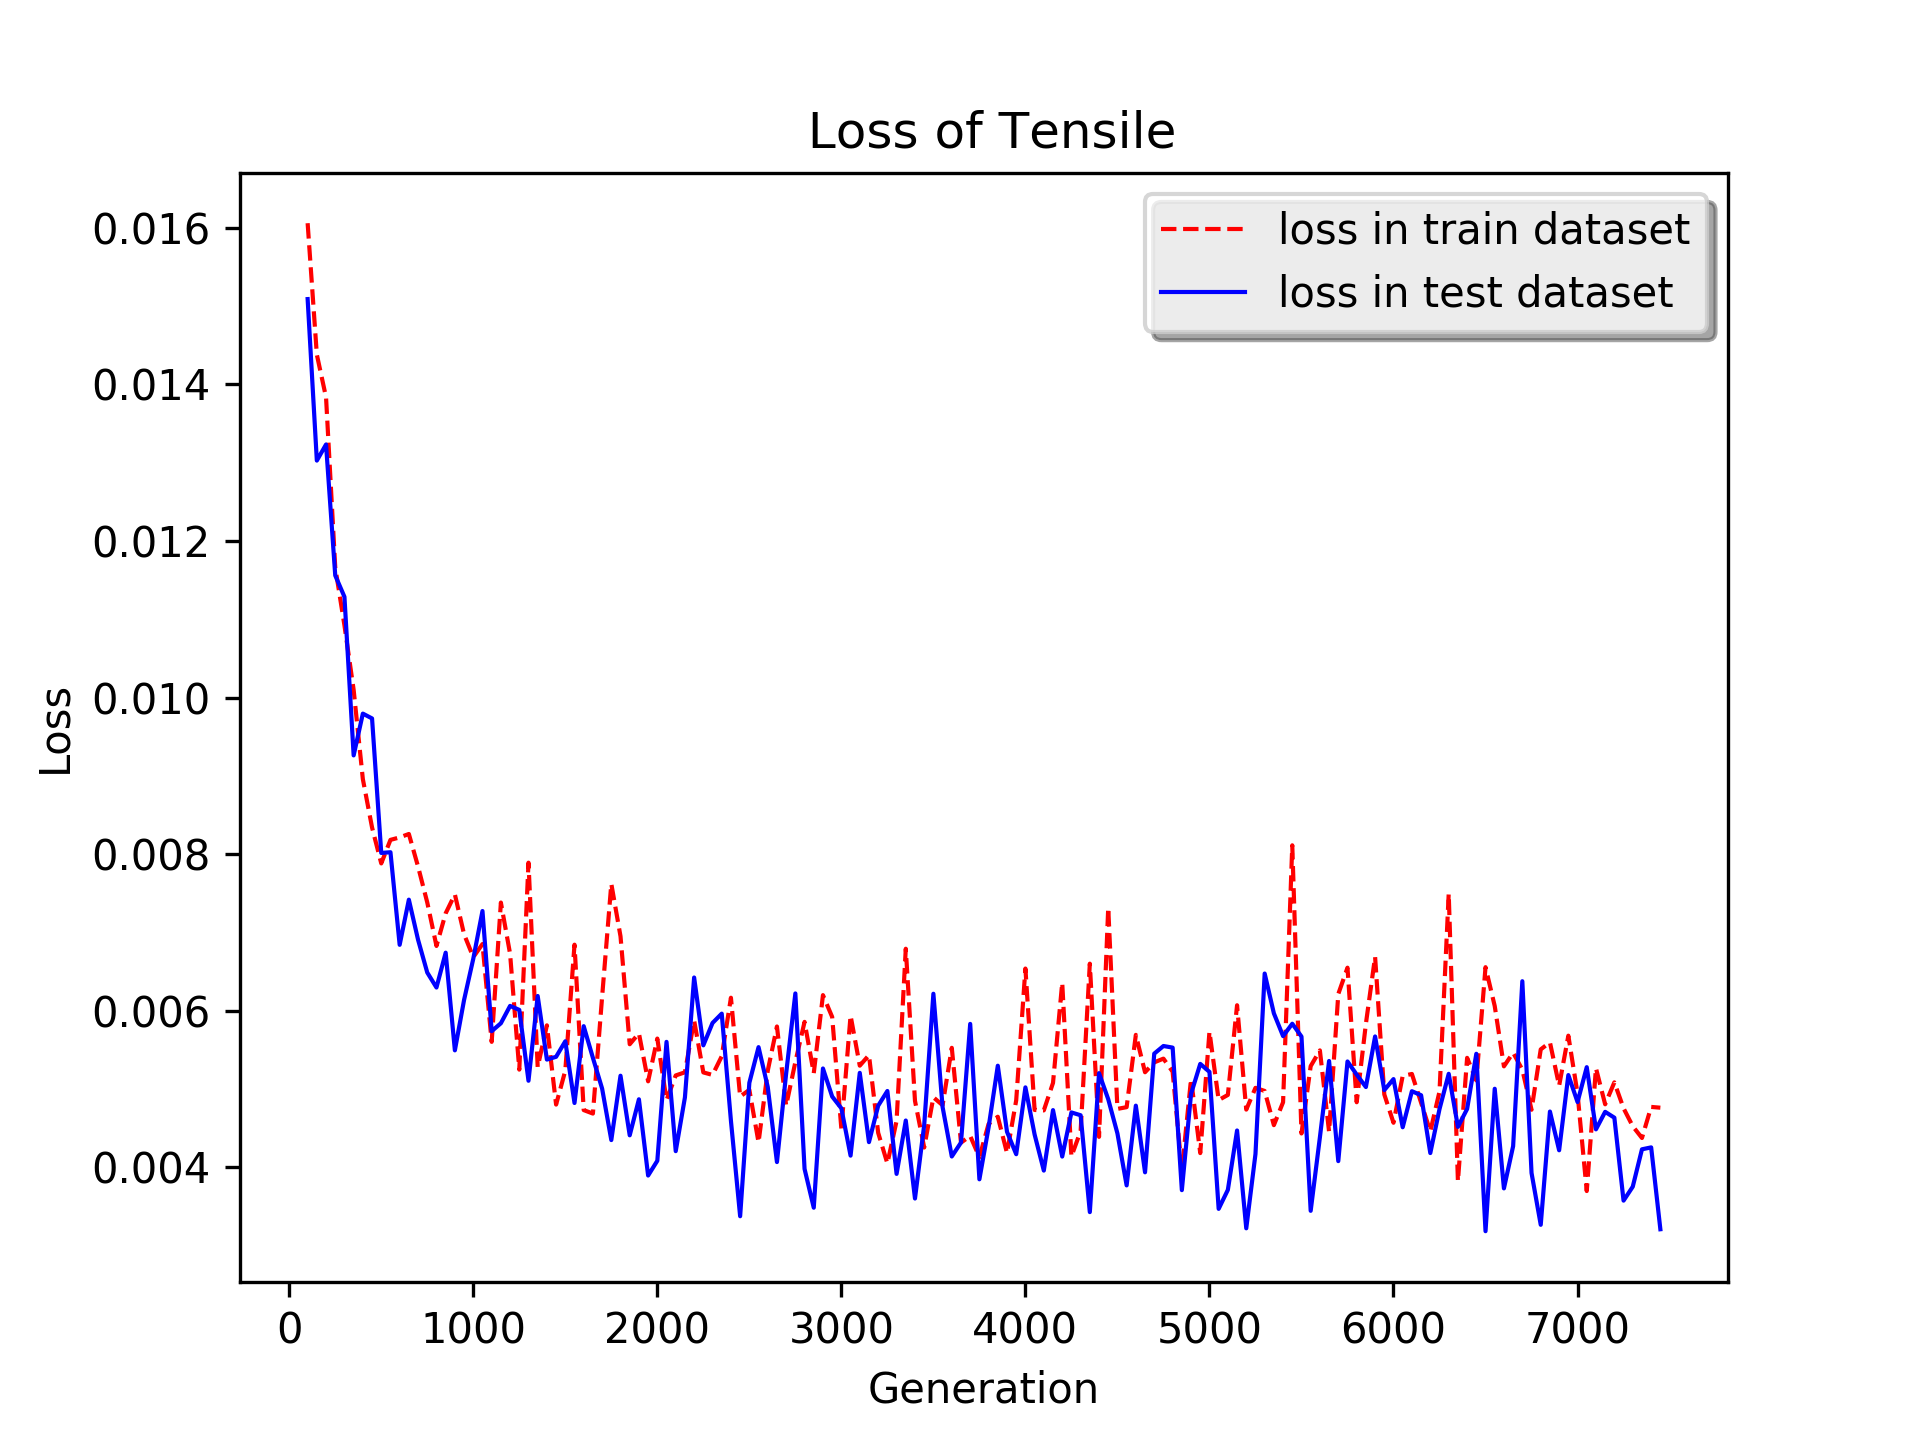 Loss of Tensile
loss in train dataset
loss in test dataset
0.016
0.014
0.012
0.010
0.008
0.006
0.004
Loss
0 1000 2000 3000 4000 5000 6000 7000
Generation